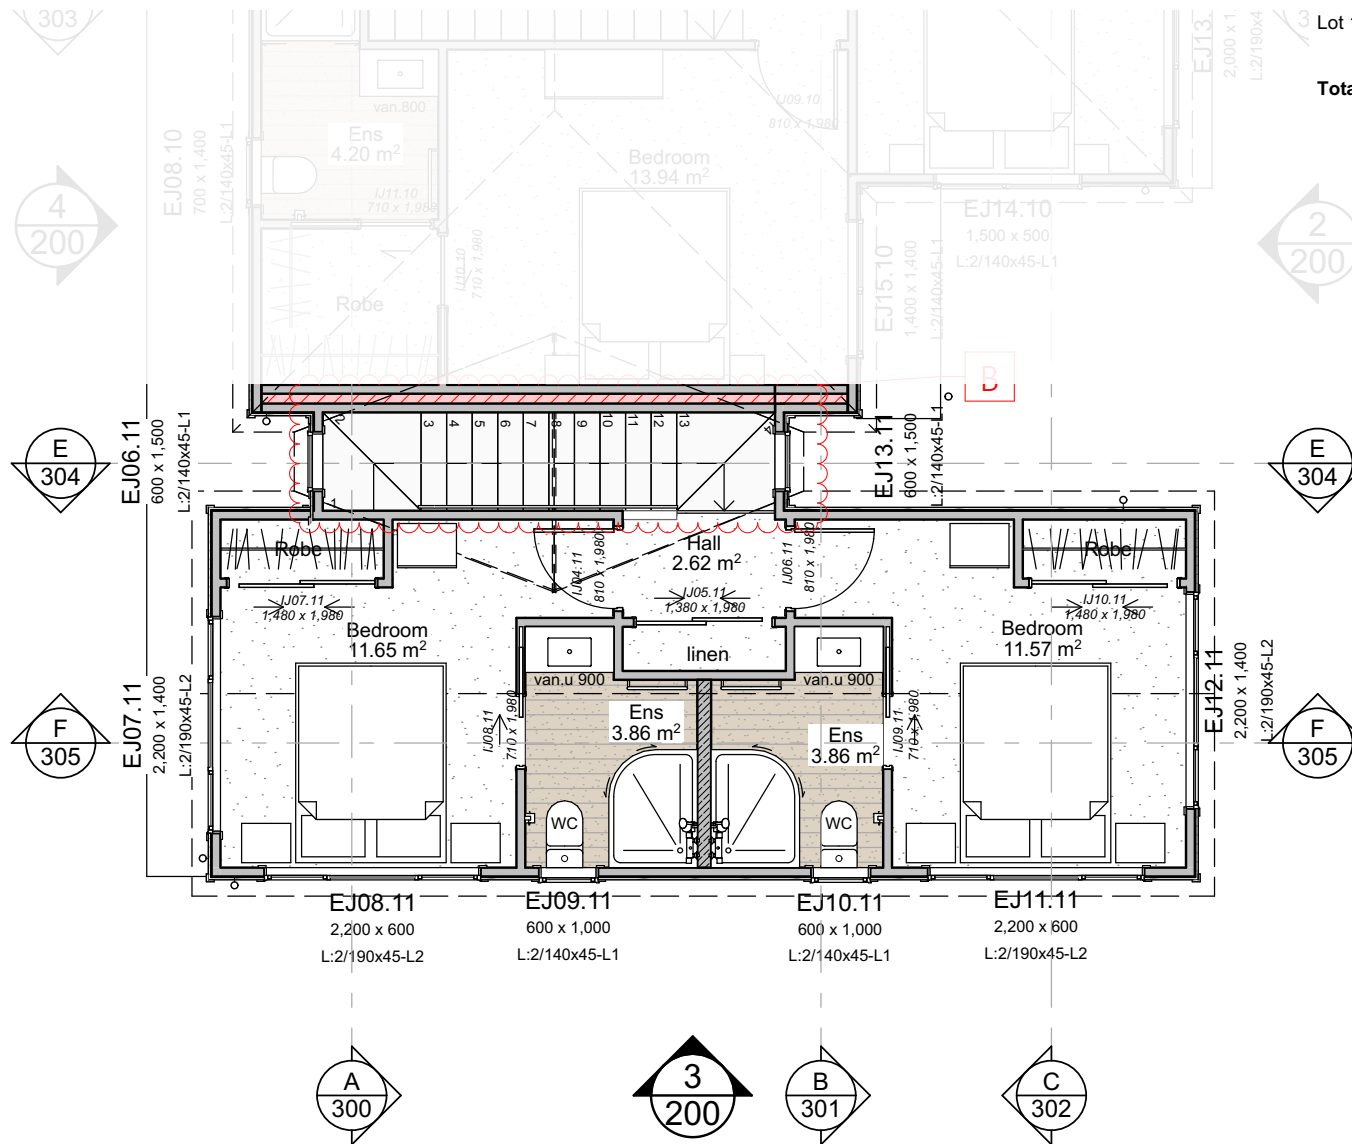 303
3
Lot 1
Tota
EJ13.
2,000 x 1
L:2/190x4
van.800
Ens
4.20 m²
EJ08.10
700 x 1,400
L:2/140x45-L1
IJ11.10
710 x 1,980
IJ09.10
810 x 1,980
Bedroom
13.94 m²
IJ10.10
710 x 1,980
Robe
4
200
EJ14.10
1,500 x 500
L:2/140x45-L1
EJ15.10
1,400 x 1,400
L:2/140x45-L1
2
200
B
E
304
EJ06.11
600 x 1,500
L:2/140x45-L1
1
2
3
4
5
6
7
8
9
10
11
12
13
14
EJ13.11
600 x 1,500
L:2/140x45-L1
E
304
Robe
IJ07.11
1,480 x 1,980
IJ04.11
810 x 1,980
Hall
2.62 m²
IJ05.11
1,380 x 1,980
IJ06.11
810 x 1,980
Robe
IJ10.11
1,480 x 1,980
Bedroom
11.65 m²
linen
Bedroom
11.57 m²
van.u 900
van.u 900
EJ07.11
2,200 x 1,400
L:2/190x45-L2
F
305
IJ08.11
710 x 1,980
Ens
3.86 m²
Ens
3.86 m²
IJ09.11
710 x 1,980
EJ12.11
2,200 x 1,400
L:2/190x45-L2
F
305
WC
WC
EJ08.11
2,200 x 600
L:2/190x45-L2
EJ09.11
600 x 1,000
L:2/140x45-L1
EJ10.11
600 x 1,000
L:2/140x45-L1
EJ11.11
2,200 x 600
L:2/190x45-L2
A
300
3
200
B
301
C
302